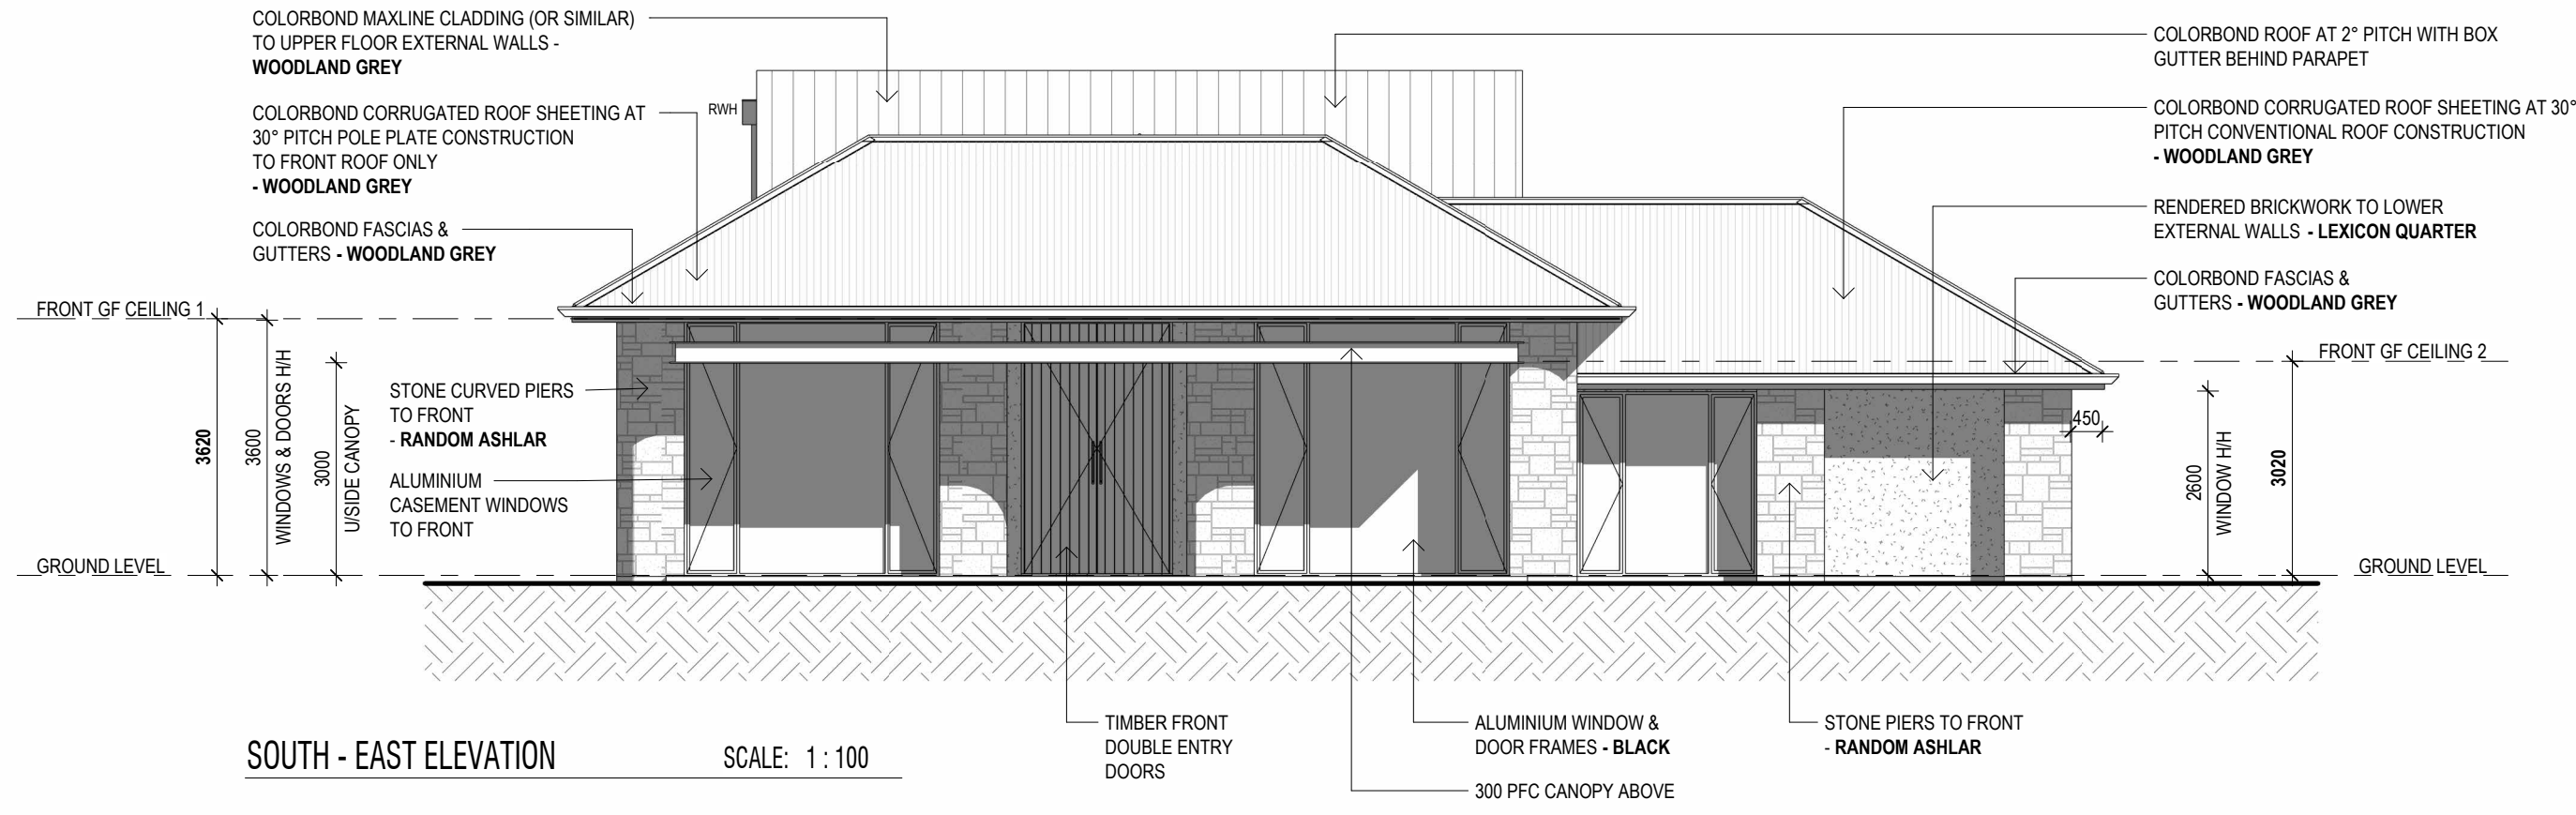 COLORBOND MAXLINE CLADDING (OR SIMILAR)
TO UPPER FLOOR EXTERNAL WALLS -
WOODLAND GREY
COLORBOND CORRUGATED ROOF SHEETING AT
30° PITCH POLE PLATE CONSTRUCTION
TO FRONT ROOF ONLY
- WOODLAND GREY
COLORBOND FASCIAS &
GUTTERS - WOODLAND GREY
RWH
COLORBOND ROOF AT 2° PITCH WITH BOX
GUTTER BEHIND PARAPET
COLORBOND CORRUGATED ROOF SHEETING AT 30°
PITCH CONVENTIONAL ROOF CONSTRUCTION
- WOODLAND GREY
RENDERED BRICKWORK TO LOWER
EXTERNAL WALLS - LEXICON QUARTER
COLORBOND FASCIAS &
GUTTERS - WOODLAND GREY
FRONT GF CEILING 1
FRONT GF CEILING 2
3620
3600
WINDOWS & DOORS H/H
3000
U/SIDE CANOPY
STONE CURVED PIERS
TO FRONT
- RANDOM ASHLAR
ALUMINIUM
CASEMENT WINDOWS
TO FRONT
450
2600
WINDOW H/H
3020
GROUND LEVEL
GROUND LEVEL
TIMBER FRONT
DOUBLE ENTRY
DOORS
ALUMINIUM WINDOW &
DOOR FRAMES - BLACK
300 PFC CANOPY ABOVE
STONE PIERS TO FRONT
- RANDOM ASHLAR
SOUTH - EAST ELEVATION
SCALE: 1 : 100